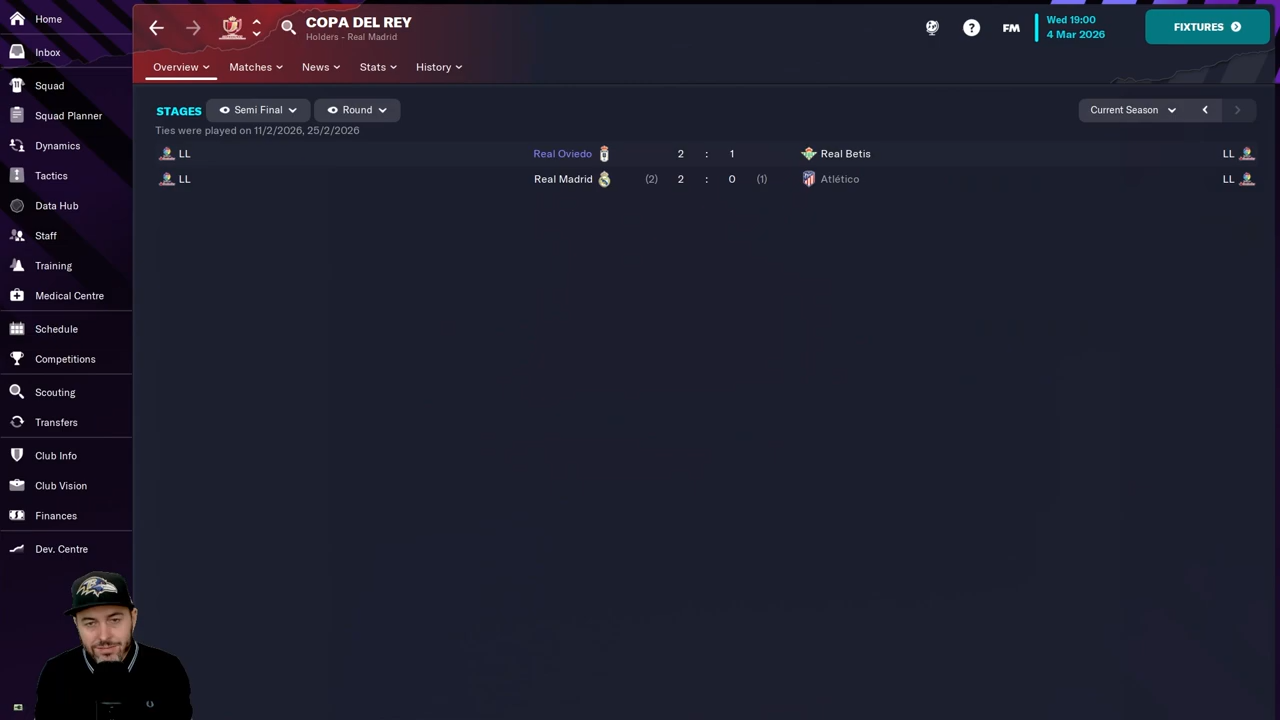 Home
Inbox
Squad
Squad Planner
Dynamics
Tactics
Data Hub
Staff
Training
Medical Centre
Schedule
Competitions
Scouting
Transfers
Club Info
Club Vision
Finances
Dev. Centre
COPA DEL REY
Holders - Real Madrid
? FM Wed 19:00
4 Mar 2026
FIXTURES
Overview Matches News Stats History
STAGES Semi Final Round Current Season
Ties were played on 11/2/2026, 25/2/2026
LL Real Oviedo 2 : 1 Real Betis LL
LL Real Madrid (2) 2 : 0 (1) Atlético LL